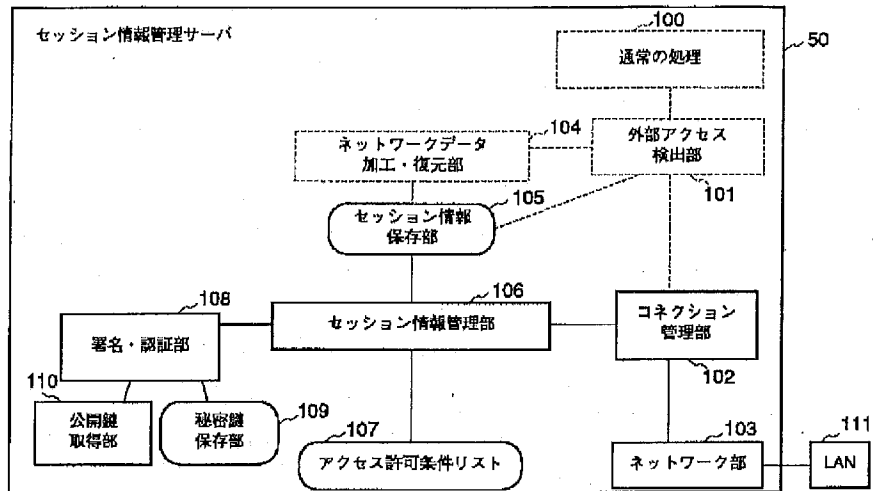 セッション情報管理サーバ
100
通常の処理
50
104
ネットワークデータ
加工・復元部
外部アクセス
検出部
101
105
セッション情報
保存部
108
署名・認証部
106
セッション情報管理部
コネクション
管理部
102
110
公開鍵
取得部
秘密鍵
保存部
109
107
アクセス許可条件リスト
103
ネットワーク部
111
LAN